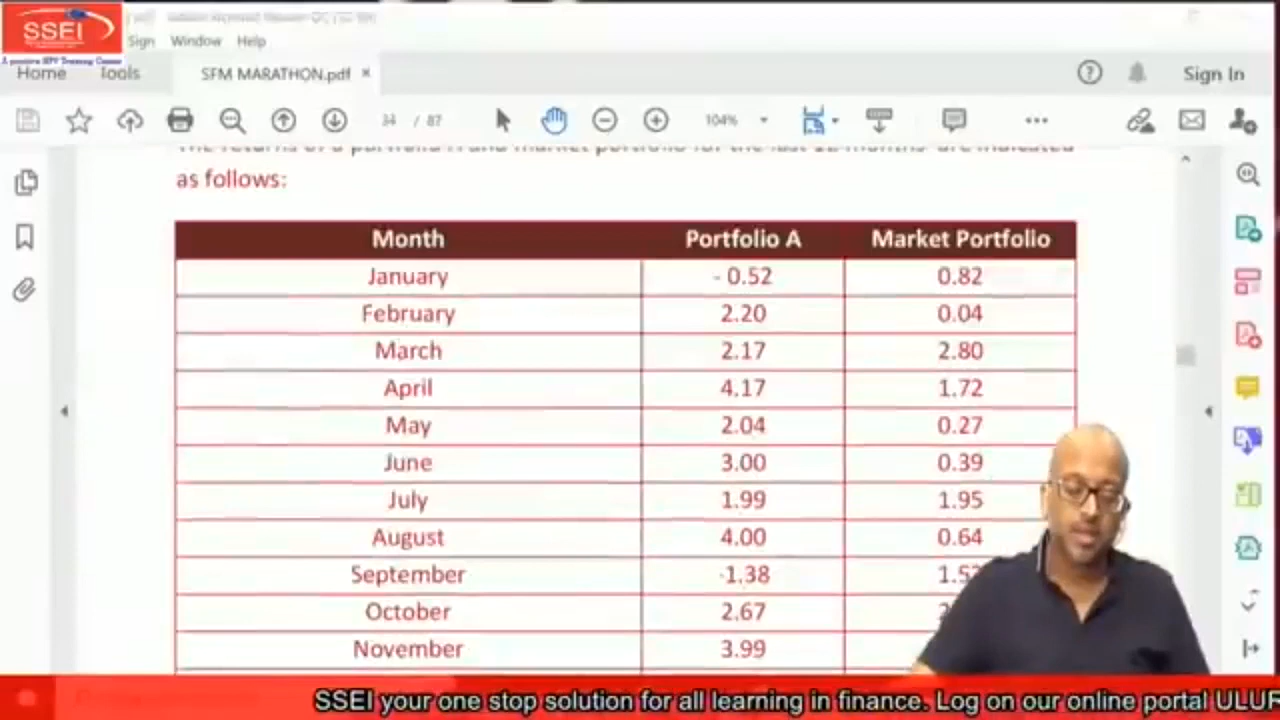 SSEI
Sign Window Help
Home Tools SFM MARATHON.pdf × Sign In
34 / 87 104%
as follows:
Month Portfolio A Market Portfolio
January - 0.52 0.82
February 2.20 0.04
March 2.17 2.80
April 4.17 1.72
May 2.04 0.27
June 3.00 0.39
July 1.99 1.95
August 4.00 0.64
September -1.38
October 2.67
November 3.99
SSEI your one stop solution for all learning in finance. Log on our online portal ULUR